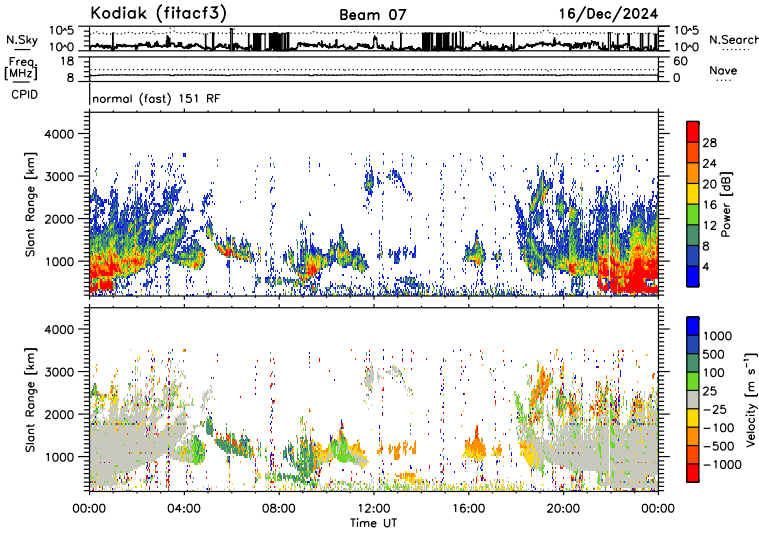 Kodiak (fitacf3) Beam 07 16/Dec/2024
N.Sky 10^5 10^5 N.Search
10^0 10^0
Freq. [MHz] 18 60 Nave
8 0
CPID normal (fast) 151 RF
Slant Range [km]
4000
3000
2000
1000
Power [dB]
28
24
20
16
12
8
4
Slant Range [km]
4000
3000
2000
1000
Velocity [m s⁻¹]
1000
500
100
25
−25
−100
−500
−1000
00:00 04:00 08:00 12:00 16:00 20:00 00:00
Time UT